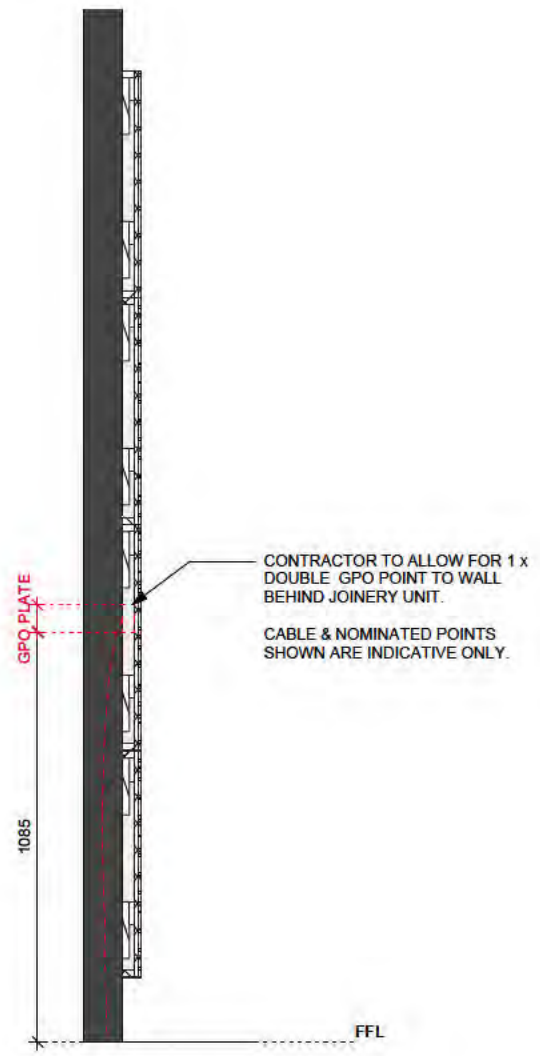 CONTRACTOR TO ALLOW FOR 1 x
DOUBLE GPO POINT TO WALL
BEHIND JOINERY UNIT.
CABLE & NOMINATED POINTS
SHOWN ARE INDICATIVE ONLY.
GPO PLATE
1085
FFL